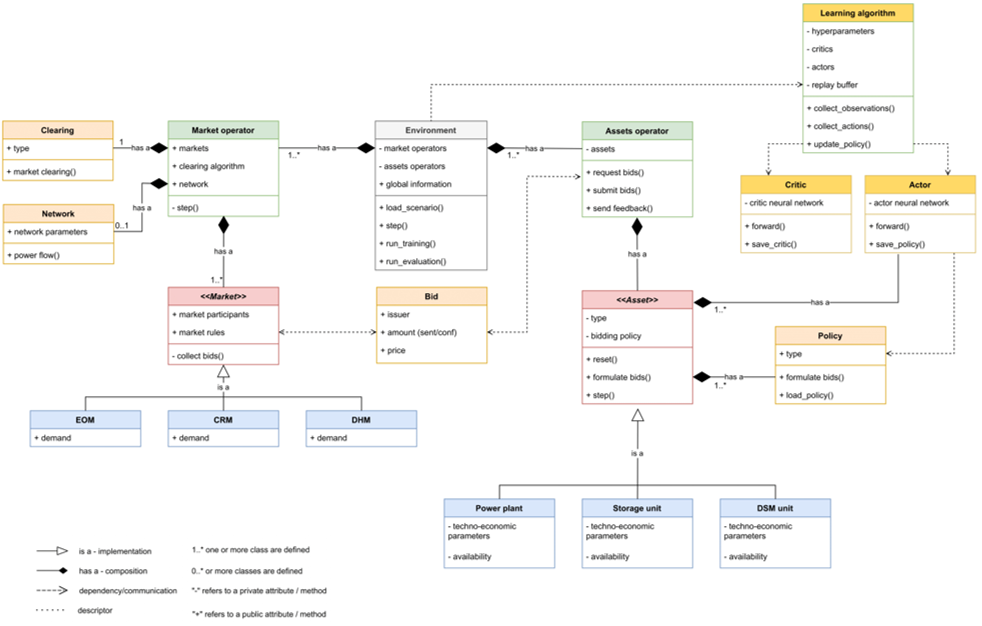 Learning algorithm
- hyperparameters
- critics
- actors
- replay buffer
+ collect_observations()
+ collect_actions()
+ update_policy()
Clearing
+ type
+ market clearing()
1
has a
Market operator
+ markets
+ clearing algorithm
+ network
- step()
1..*
has a
Environment
- market operators
- assets operators
+ global information
+ load_scenario()
+ step()
+ run_training()
+ run_evaluation()
1..*
has a
Assets operator
- assets
+ request bids()
+ submit bids()
+ send feedback()
Critic
- critic neural network
+ forward()
+ save_critic()
Actor
- actor neural network
+ forward()
+ save_policy()
Network
+ network parameters
+ power flow()
has a
0..1
has a
1..*
has a
<<Market>>
+ market participants
+ market rules
- collect bids()
Bid
+ issuer
+ amount (sent/conf)
+ price
<<Asset>>
- type
- bidding policy
+ reset()
+ formulate bids()
+ step()
has a
1..*
Policy
+ type
+ formulate bids()
+ load_policy()
has a
1..*
is a
EOM
+ demand
CRM
+ demand
DHM
+ demand
is a
Power plant
- techno-economic
parameters
- availability
Storage unit
- techno-economic
parameters
- availability
DSM unit
- techno-economic
parameters
- availability
is a - implementation
1..* one or more class are defined
has a - composition
0..* or more classes are defined
dependency/communication
"-" refers to a private attribute / method
descriptor
"+" refers to a public attribute / method